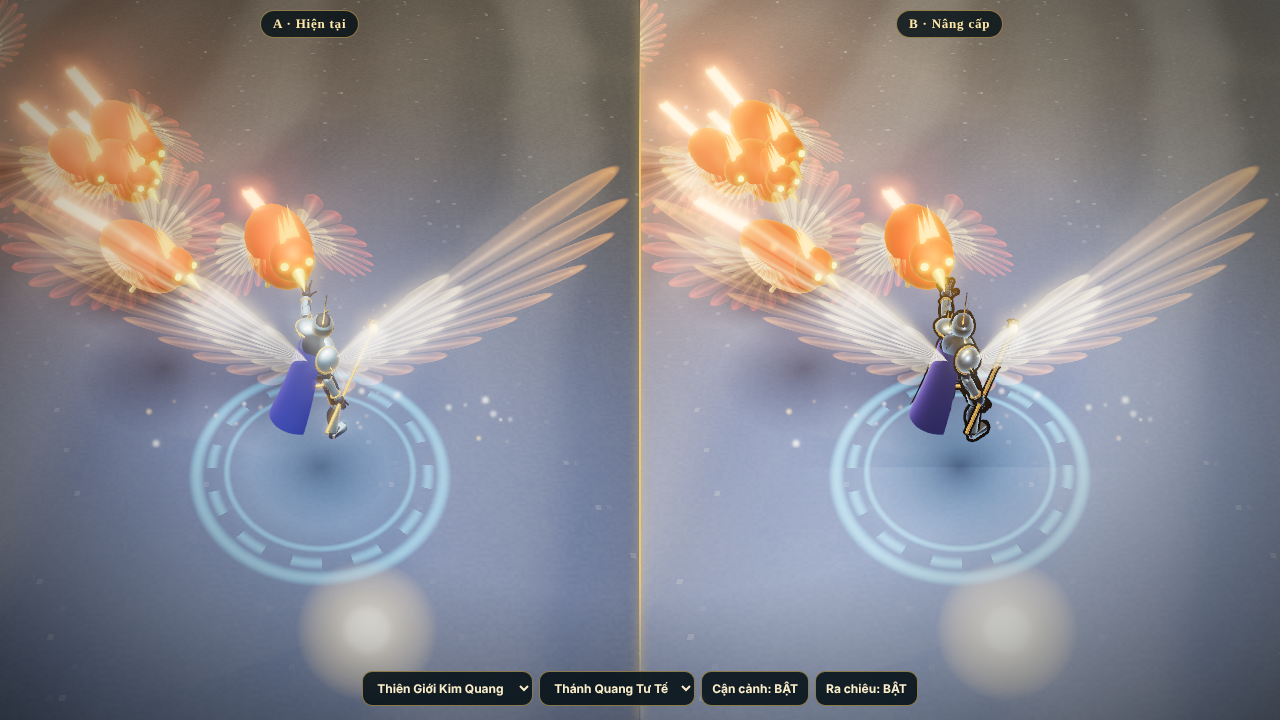 A · Hiện tại
B · Nâng cấp
Thiên Giới Kim Quang
Thánh Quang Tư Tế
Cận cảnh: BẬT
Ra chiêu: BẬT